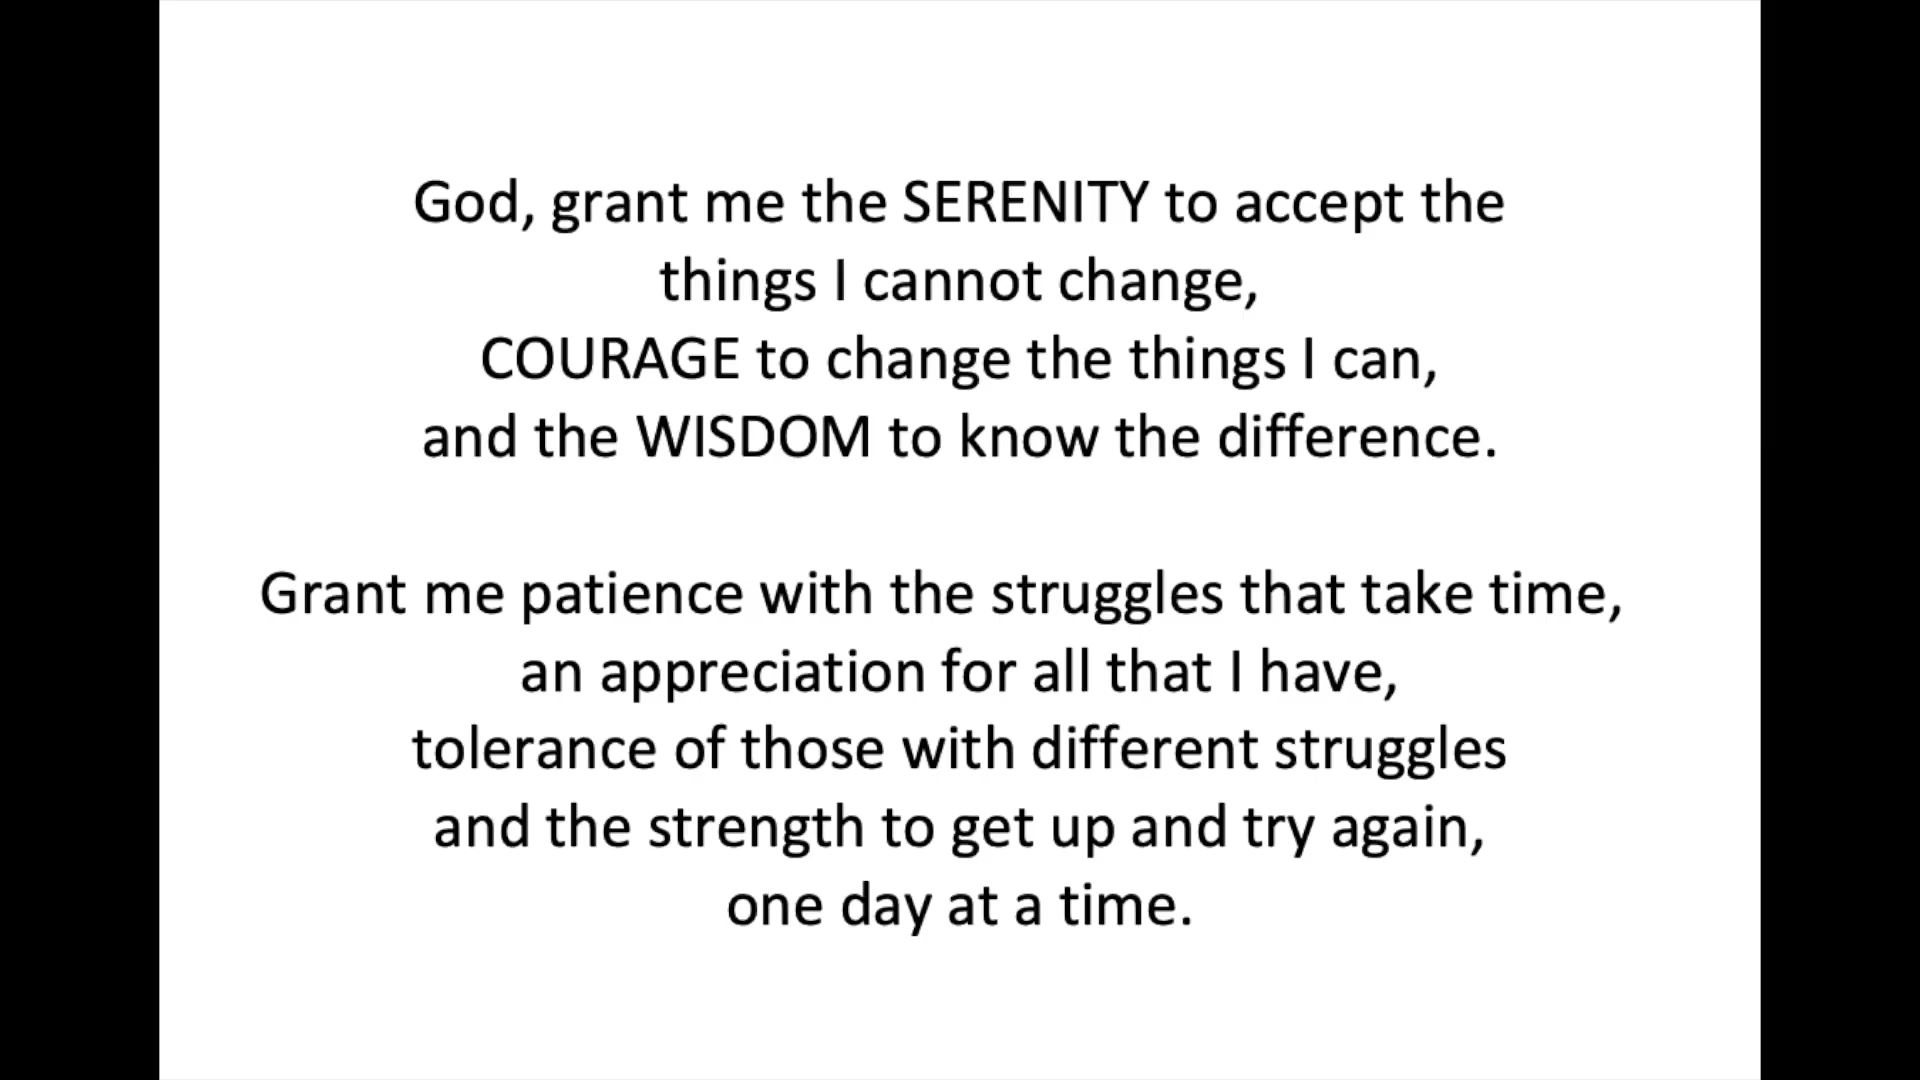 God, grant me the SERENITY to accept the
things I cannot change,
COURAGE to change the things I can,
and the WISDOM to know the difference.
Grant me patience with the struggles that take time,
an appreciation for all that I have,
tolerance of those with different struggles
and the strength to get up and try again,
one day at a time.